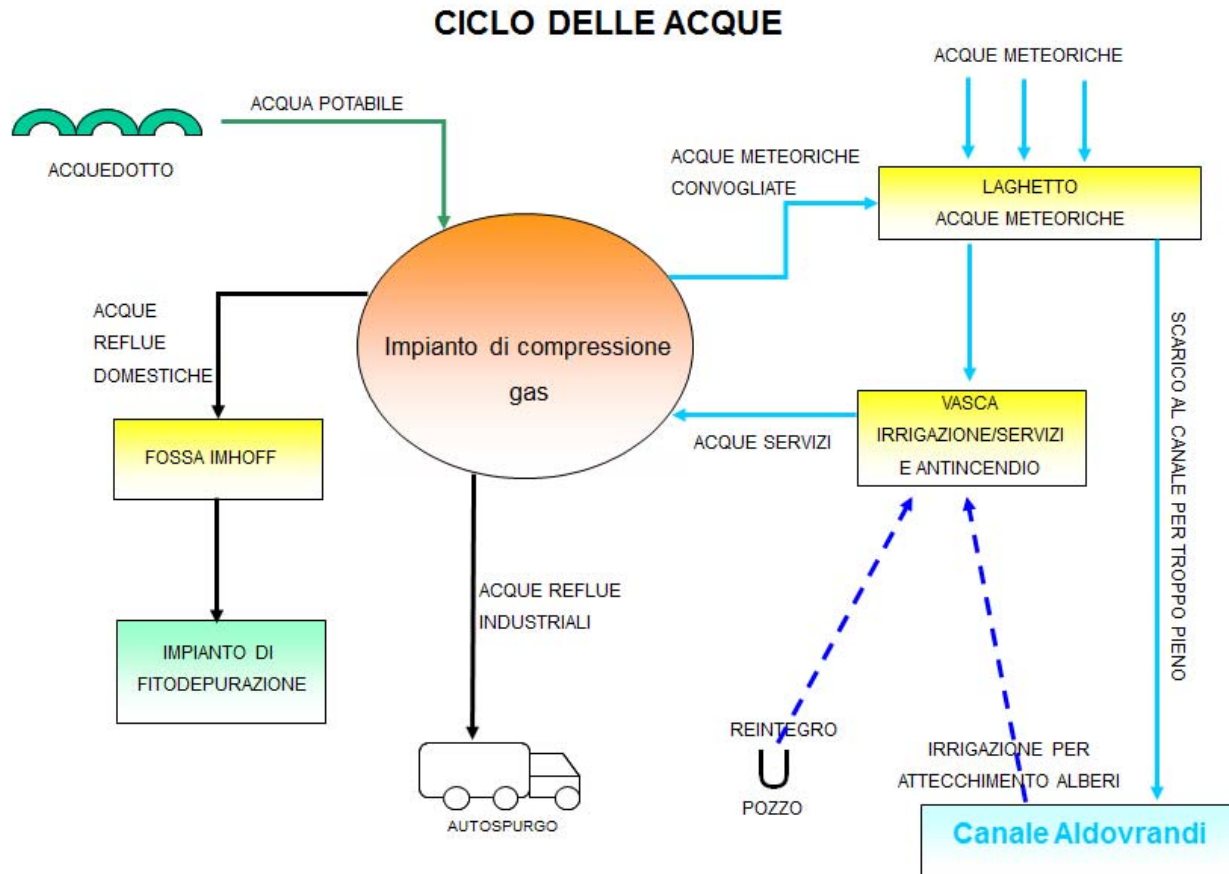 CICLO DELLE ACQUE
ACQUE METEORICHE
ACQUA POTABILE
ACQUEDOTTO
ACQUE METEORICHE
CONVOGLIATE
LAGHETTO
ACQUE METEORICHE
ACQUE
REFLUE
DOMESTICHE
Impianto di compressione
gas
SCARICO AL CANALE PER TROPPO PIENO
VASCA
IRRIGAZIONE/SERVIZI
E ANTINCENDIO
ACQUE SERVIZI
FOSSA IMHOFF
ACQUE REFLUE
INDUSTRIALI
IMPIANTO DI
FITODEPURAZIONE
REINTEGRO
POZZO
IRRIGAZIONE PER
ATTECCHIMENTO ALBERI
AUTOSPURGO
Canale Aldovrandi